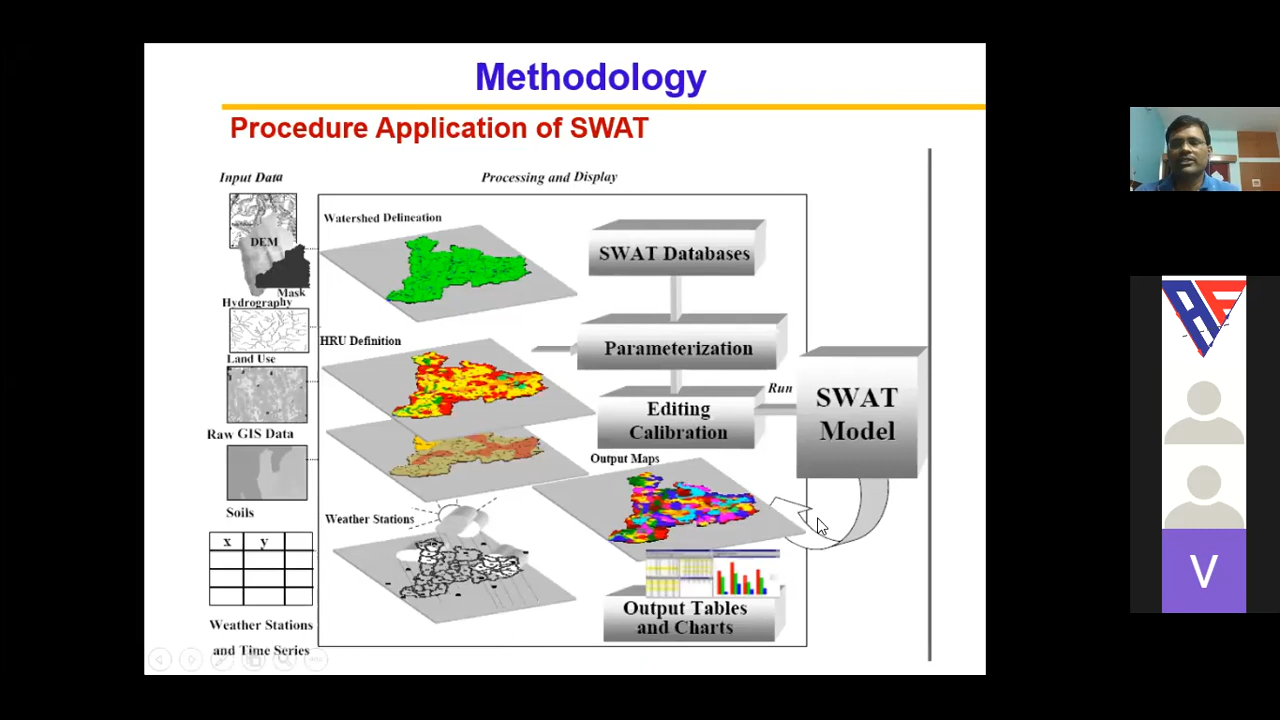 Methodology
Procedure Application of SWAT
Input Data
Processing and Display
DEM
Mask
Hydrography
Land Use
Raw GIS Data
Soils
x y
Weather Stations
and Time Series
Watershed Delineation
HRU Definition
Weather Stations
SWAT Databases
Parameterization
Editing
Calibration
Run
SWAT
Model
Output Maps
Output Tables
and Charts
V